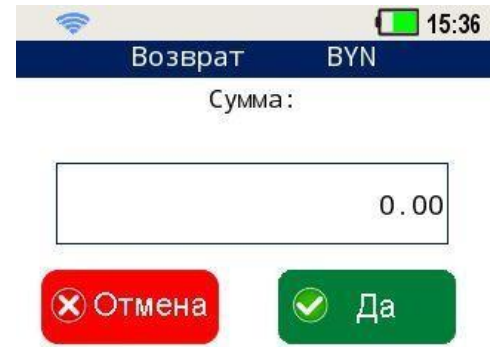 15:36
Возврат BYN
Сумма:
0.00
Отмена Да